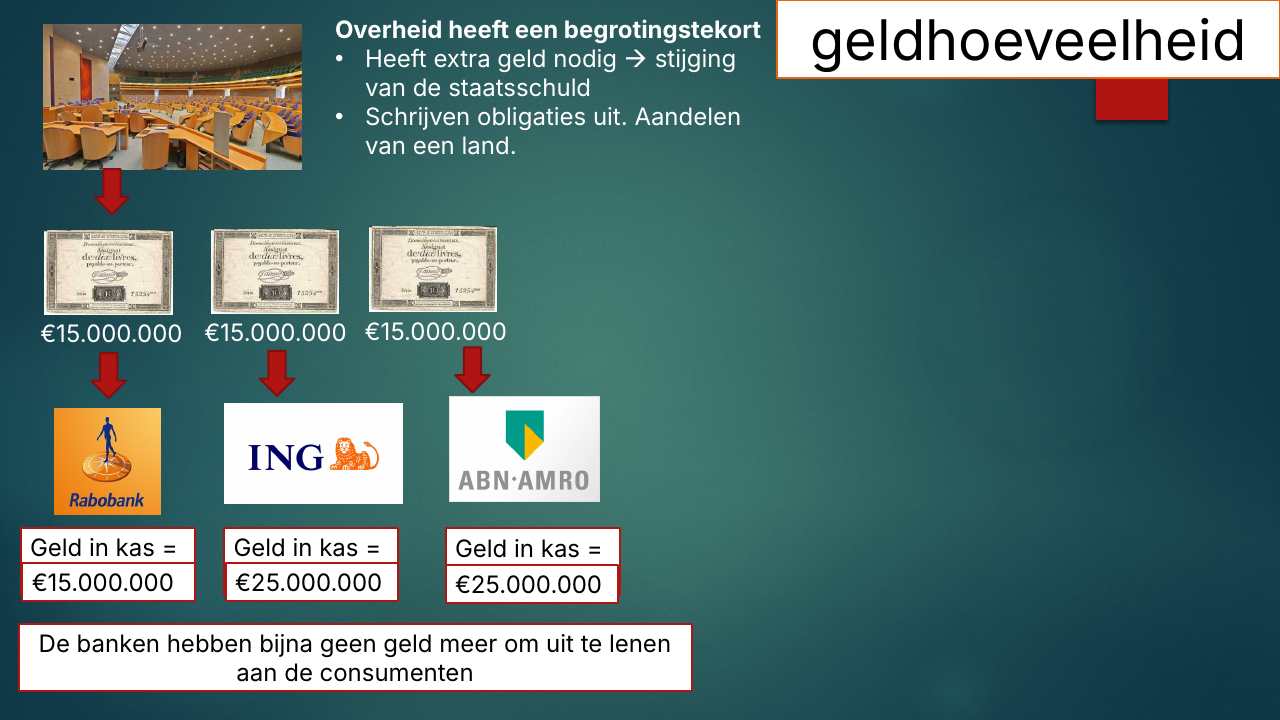 geldhoeveelheid
Overheid heeft een begrotingstekort
• Heeft extra geld nodig → stijging
van de staatsschuld
• Schrijven obligaties uit. Aandelen
van een land.
€15.000.000
€15.000.000
€15.000.000
Rabobank
ING
ABN·AMRO
Geld in kas =
€15.000.000
Geld in kas =
€25.000.000
Geld in kas =
€25.000.000
De banken hebben bijna geen geld meer om uit te lenen
aan de consumenten